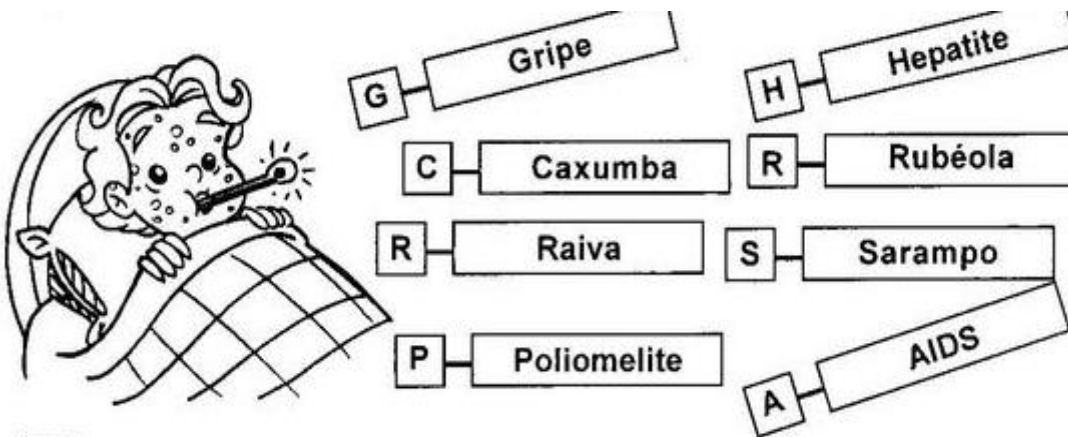 G Gripe
H Hepatite
C Caxumba
R Rubéola
R Raiva
S Sarampo
P Poliomelite
A AIDS